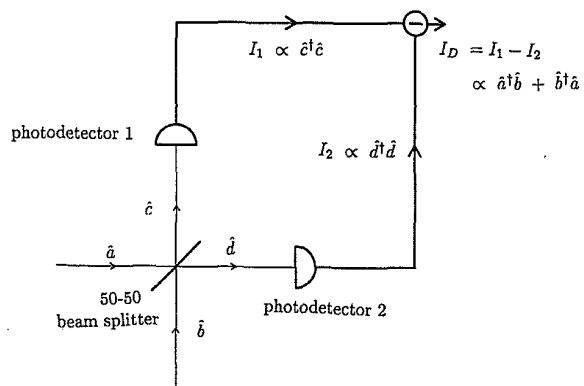 I₁ ∝ ĉ†ĉ
I_D = I₁ − I₂
∝ â†b̂ + b̂†â
photodetector 1
I₂ ∝ d̂†d̂
ĉ
â
d̂
50-50
beam splitter
photodetector 2
b̂